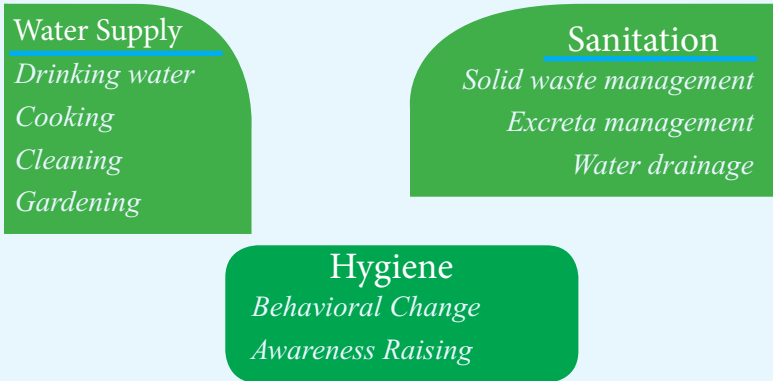 Water Supply
Drinking water
Cooking
Cleaning
Gardening
Sanitation
Solid waste management
Excreta management
Water drainage
Hygiene
Behavioral Change
Awareness Raising